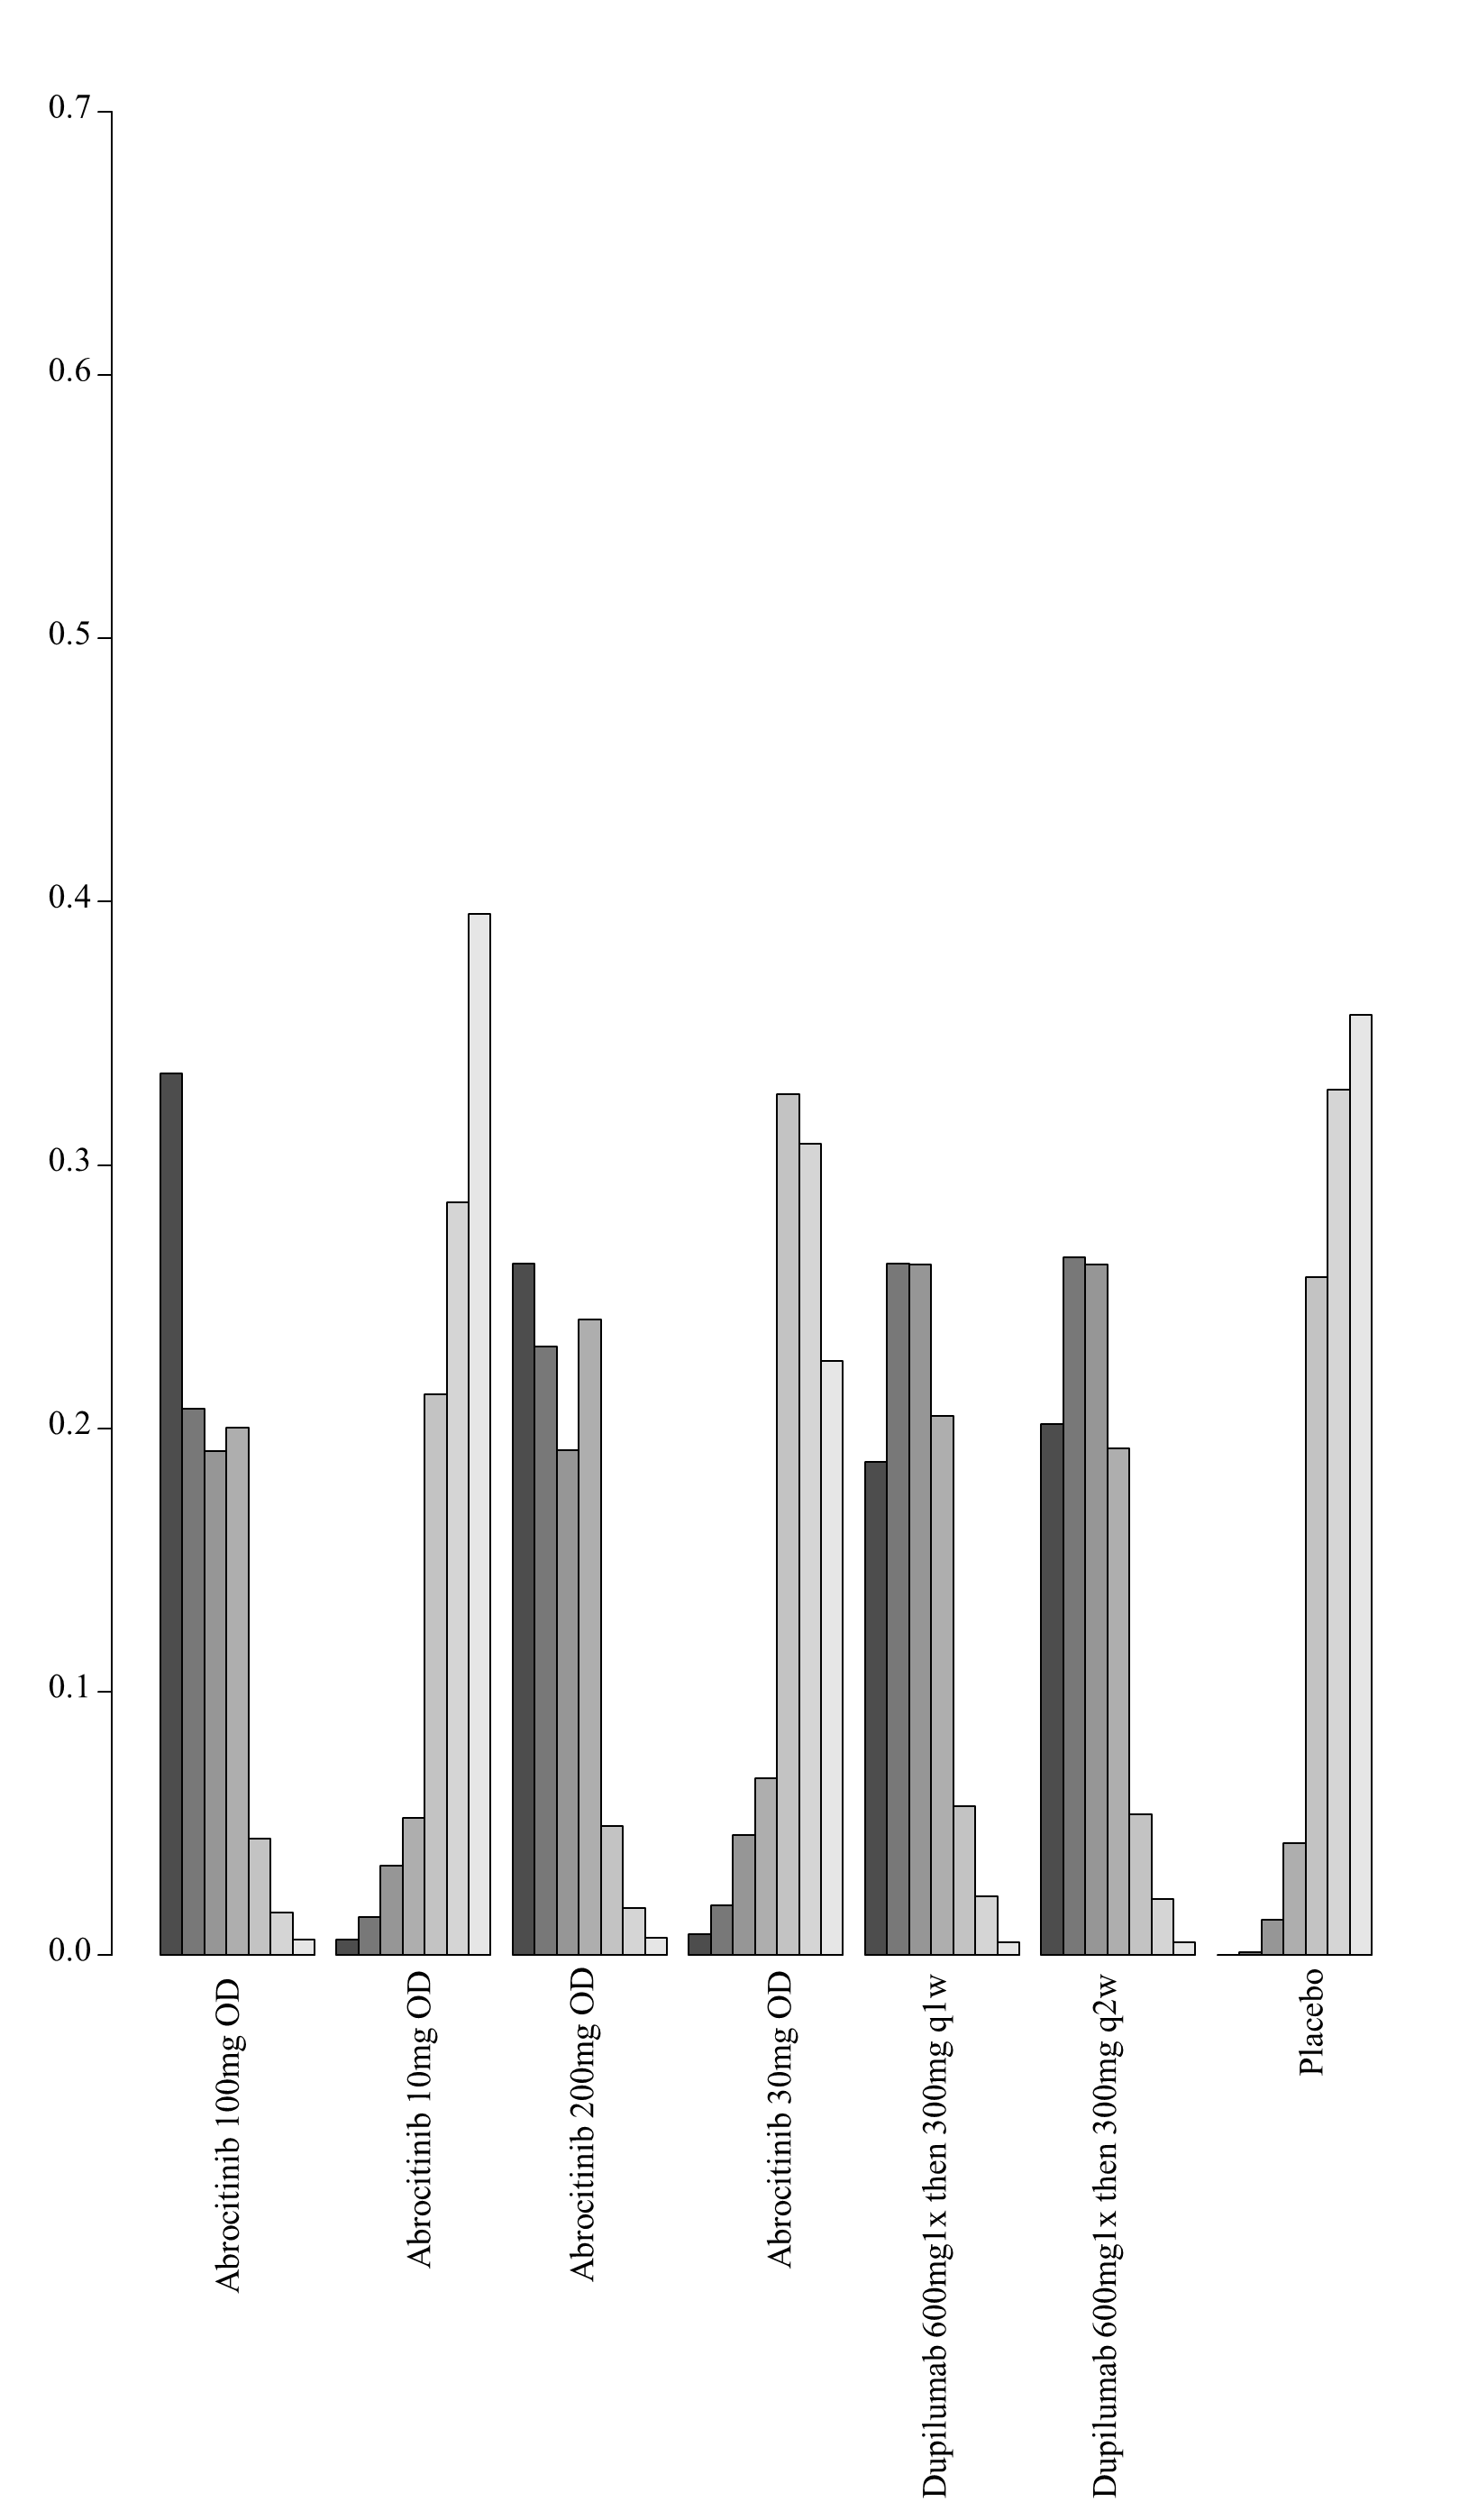 0.7
0.6
0.5
0.4
0.3
0.2
0.1
0.0
Abrocitinib 100mg OD
Abrocitinib 10mg OD
Abrocitinib 200mg OD
Abrocitinib 30mg OD
Dupilumab 600mg1x then 300mg q1w
Dupilumab 600mg1x then 300mg q2w
Placebo